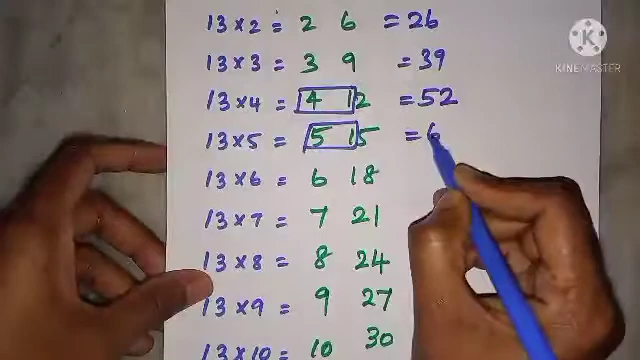 13×2 = 2 6 = 26
13×3 = 3 9 = 39
13×4 = 4 12 = 52
13×5 = 5 15 = 6
13×6 = 6 18
13×7 = 7 21
13×8 = 8 24
13×9 = 9 27
13×10 = 10 30
KINEMASTER